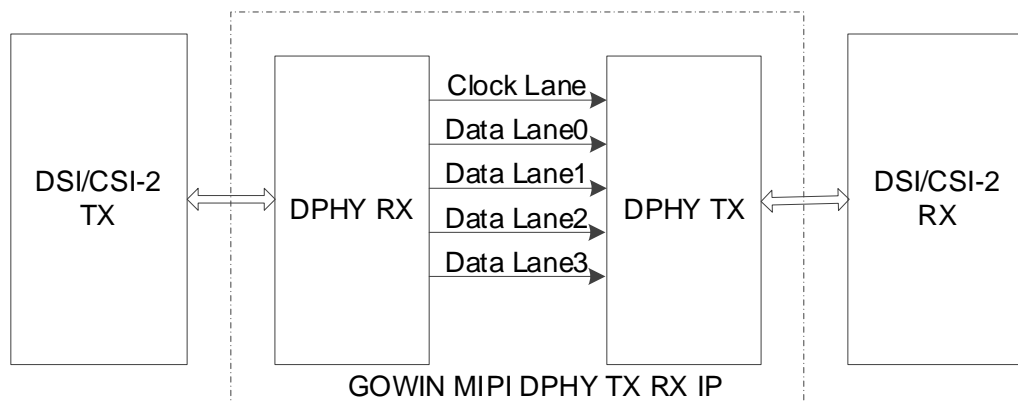 DSI/CSI-2
TX
DPHY RX
Clock Lane
Data Lane0
Data Lane1
Data Lane2
Data Lane3
DPHY TX
DSI/CSI-2
RX
GOWIN MIPI DPHY TX RX IP